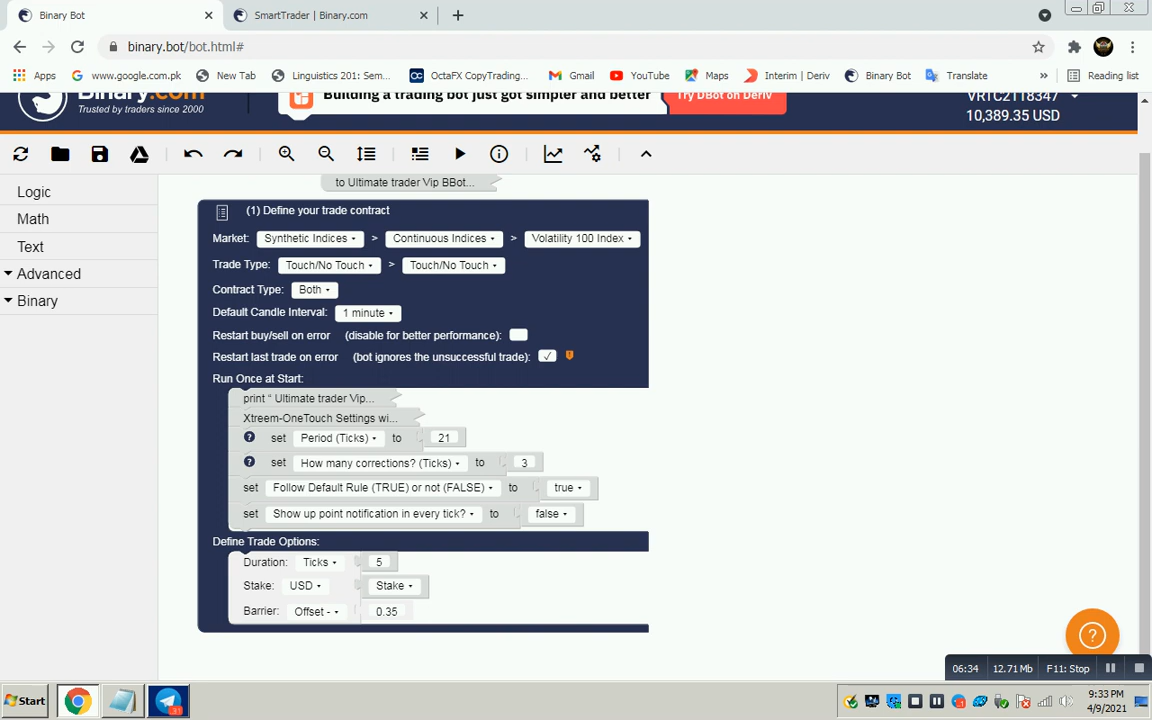 Binary Bot
SmartTrader | Binary.com
binary.bot/bot.html#
Apps
www.google.com.pk
New Tab
Linguistics 201: Sem...
OctaFX CopyTrading...
Gmail
YouTube
Maps
Interim | Deriv
Binary Bot
Translate
»
Reading list
Binary.com
Trusted by traders since 2000
Building a trading bot just got simpler and better
Try DBot on Deriv
VRTC2118347
10,389.35 USD
Logic
Math
Text
Advanced
Binary
to Ultimate trader Vip BBot...
(1) Define your trade contract
Market: Synthetic Indices > Continuous Indices > Volatility 100 Index
Trade Type: Touch/No Touch > Touch/No Touch
Contract Type: Both
Default Candle Interval: 1 minute
Restart buy/sell on error (disable for better performance):
Restart last trade on error (bot ignores the unsuccessful trade): ✓
Run Once at Start:
print “ Ultimate trader Vip...
Xtreem-OneTouch Settings wi...
? set Period (Ticks) to 21
? set How many corrections? (Ticks) to 3
set Follow Default Rule (TRUE) or not (FALSE) to true
set Show up point notification in every tick? to false
Define Trade Options:
Duration: Ticks 5
Stake: USD Stake
Barrier: Offset - 0.35
?
06:34 12.71 Mb F11: Stop
Start
9:33 PM
4/9/2021